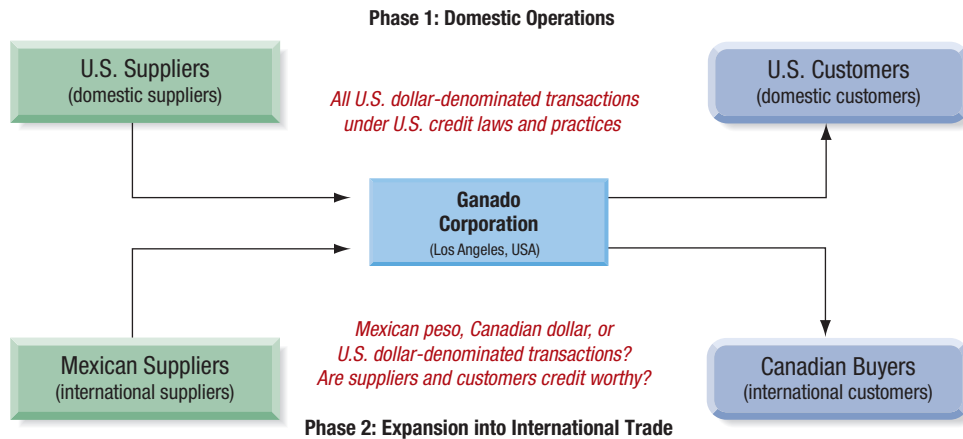 Phase 1: Domestic Operations
U.S. Suppliers
(domestic suppliers)
All U.S. dollar-denominated transactions
under U.S. credit laws and practices
U.S. Customers
(domestic customers)
Ganado
Corporation
(Los Angeles, USA)
Mexican Suppliers
(international suppliers)
Mexican peso, Canadian dollar, or
U.S. dollar-denominated transactions?
Are suppliers and customers credit worthy?
Canadian Buyers
(international customers)
Phase 2: Expansion into International Trade